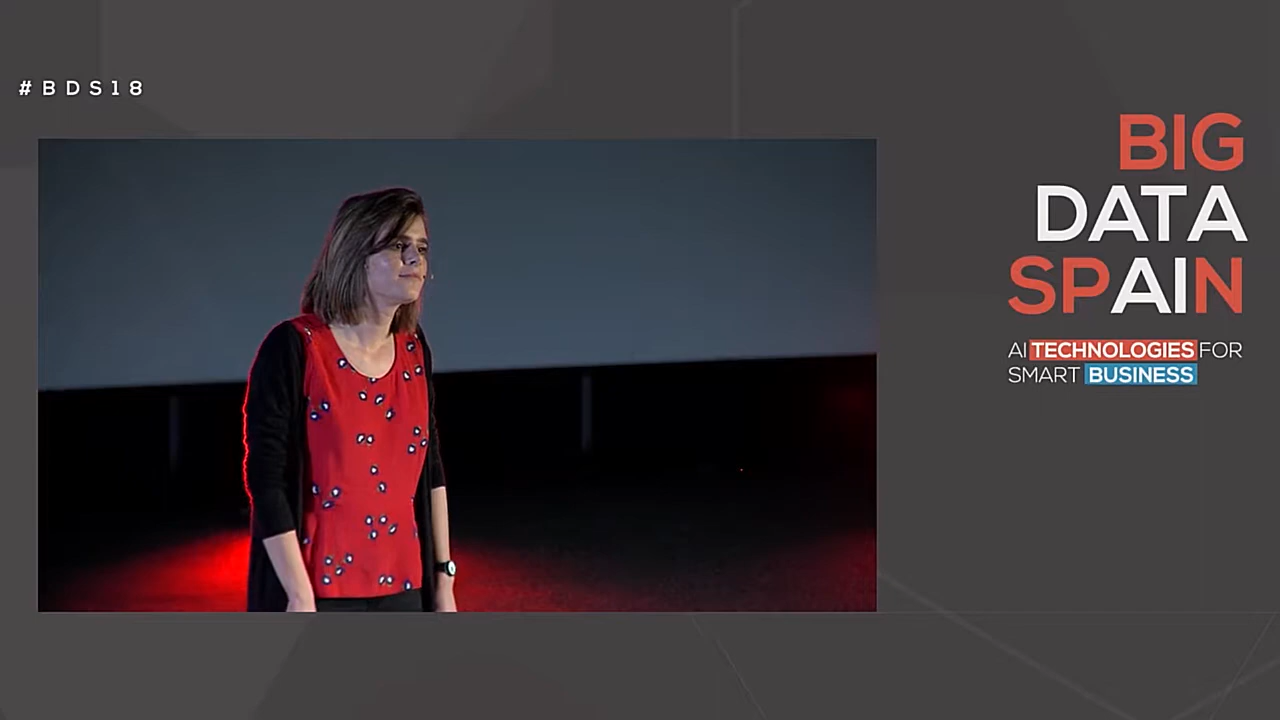 #BDS18
BIG
DATA
SPAIN
AI TECHNOLOGIES FOR
SMART BUSINESS